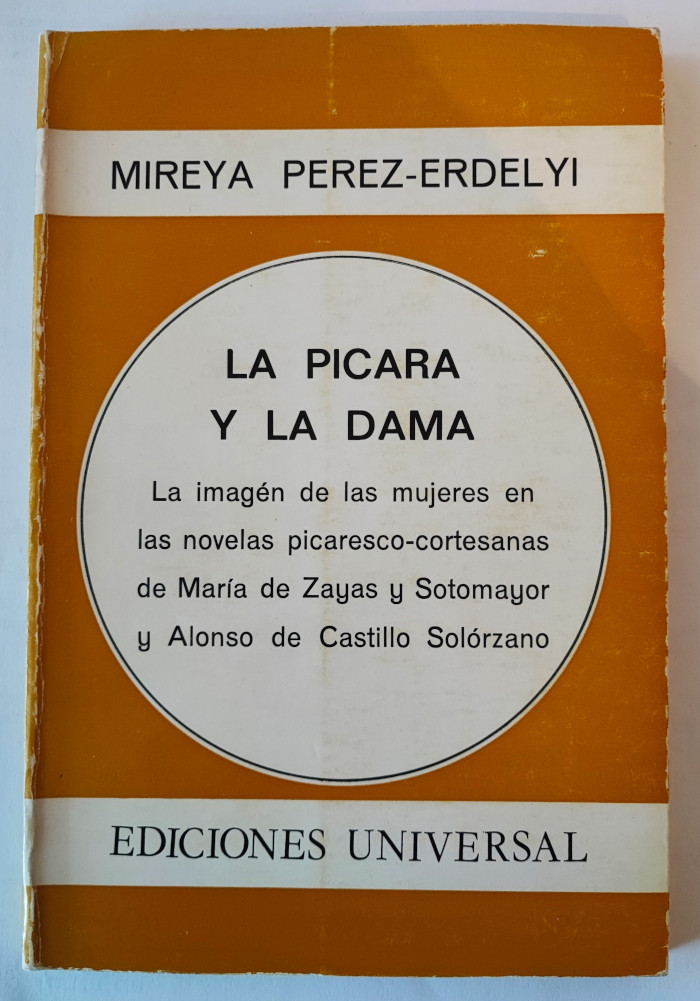 MIREYA PEREZ-ERDELYI
LA PICARA
Y LA DAMA
La imagén de las mujeres en
las novelas picaresco-cortesanas
de María de Zayas y Sotomayor
y Alonso de Castillo Solórzano
EDICIONES UNIVERSAL